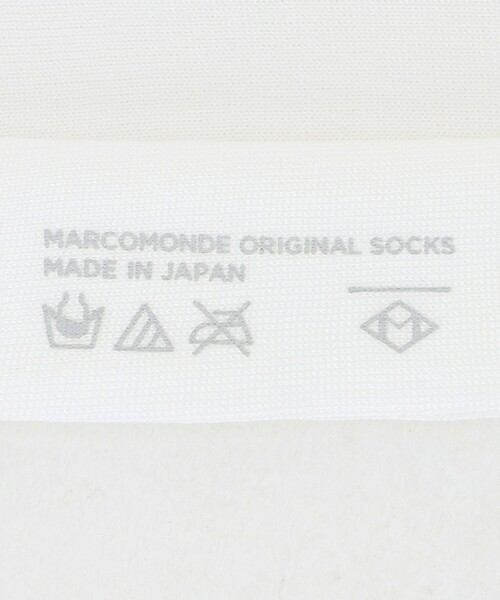 MARCOMONDE ORIGINAL SOCKS
MADE IN JAPAN
M